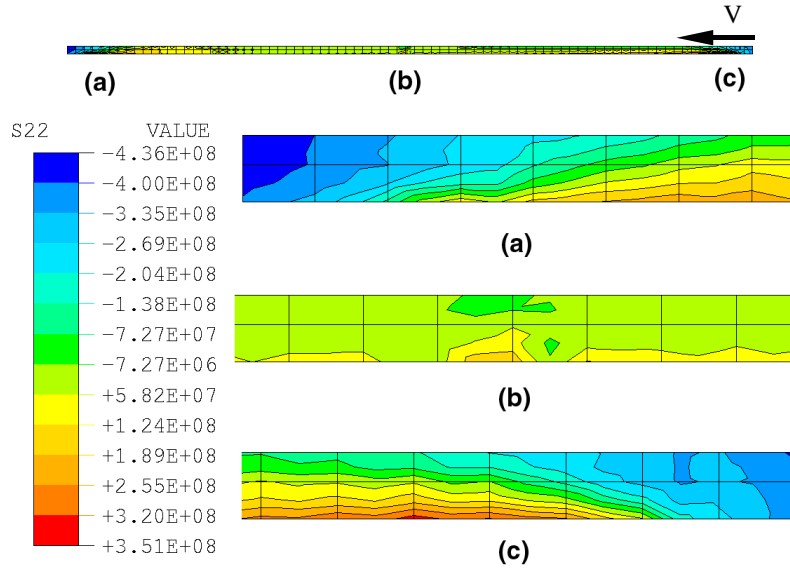 V
(a) (b) (c)
S22 VALUE
-4.36E+08
-4.00E+08
-3.35E+08
-2.69E+08
-2.04E+08
-1.38E+08
-7.27E+07
-7.27E+06
+5.82E+07
+1.24E+08
+1.89E+08
+2.55E+08
+3.20E+08
+3.51E+08
(a)
(b)
(c)